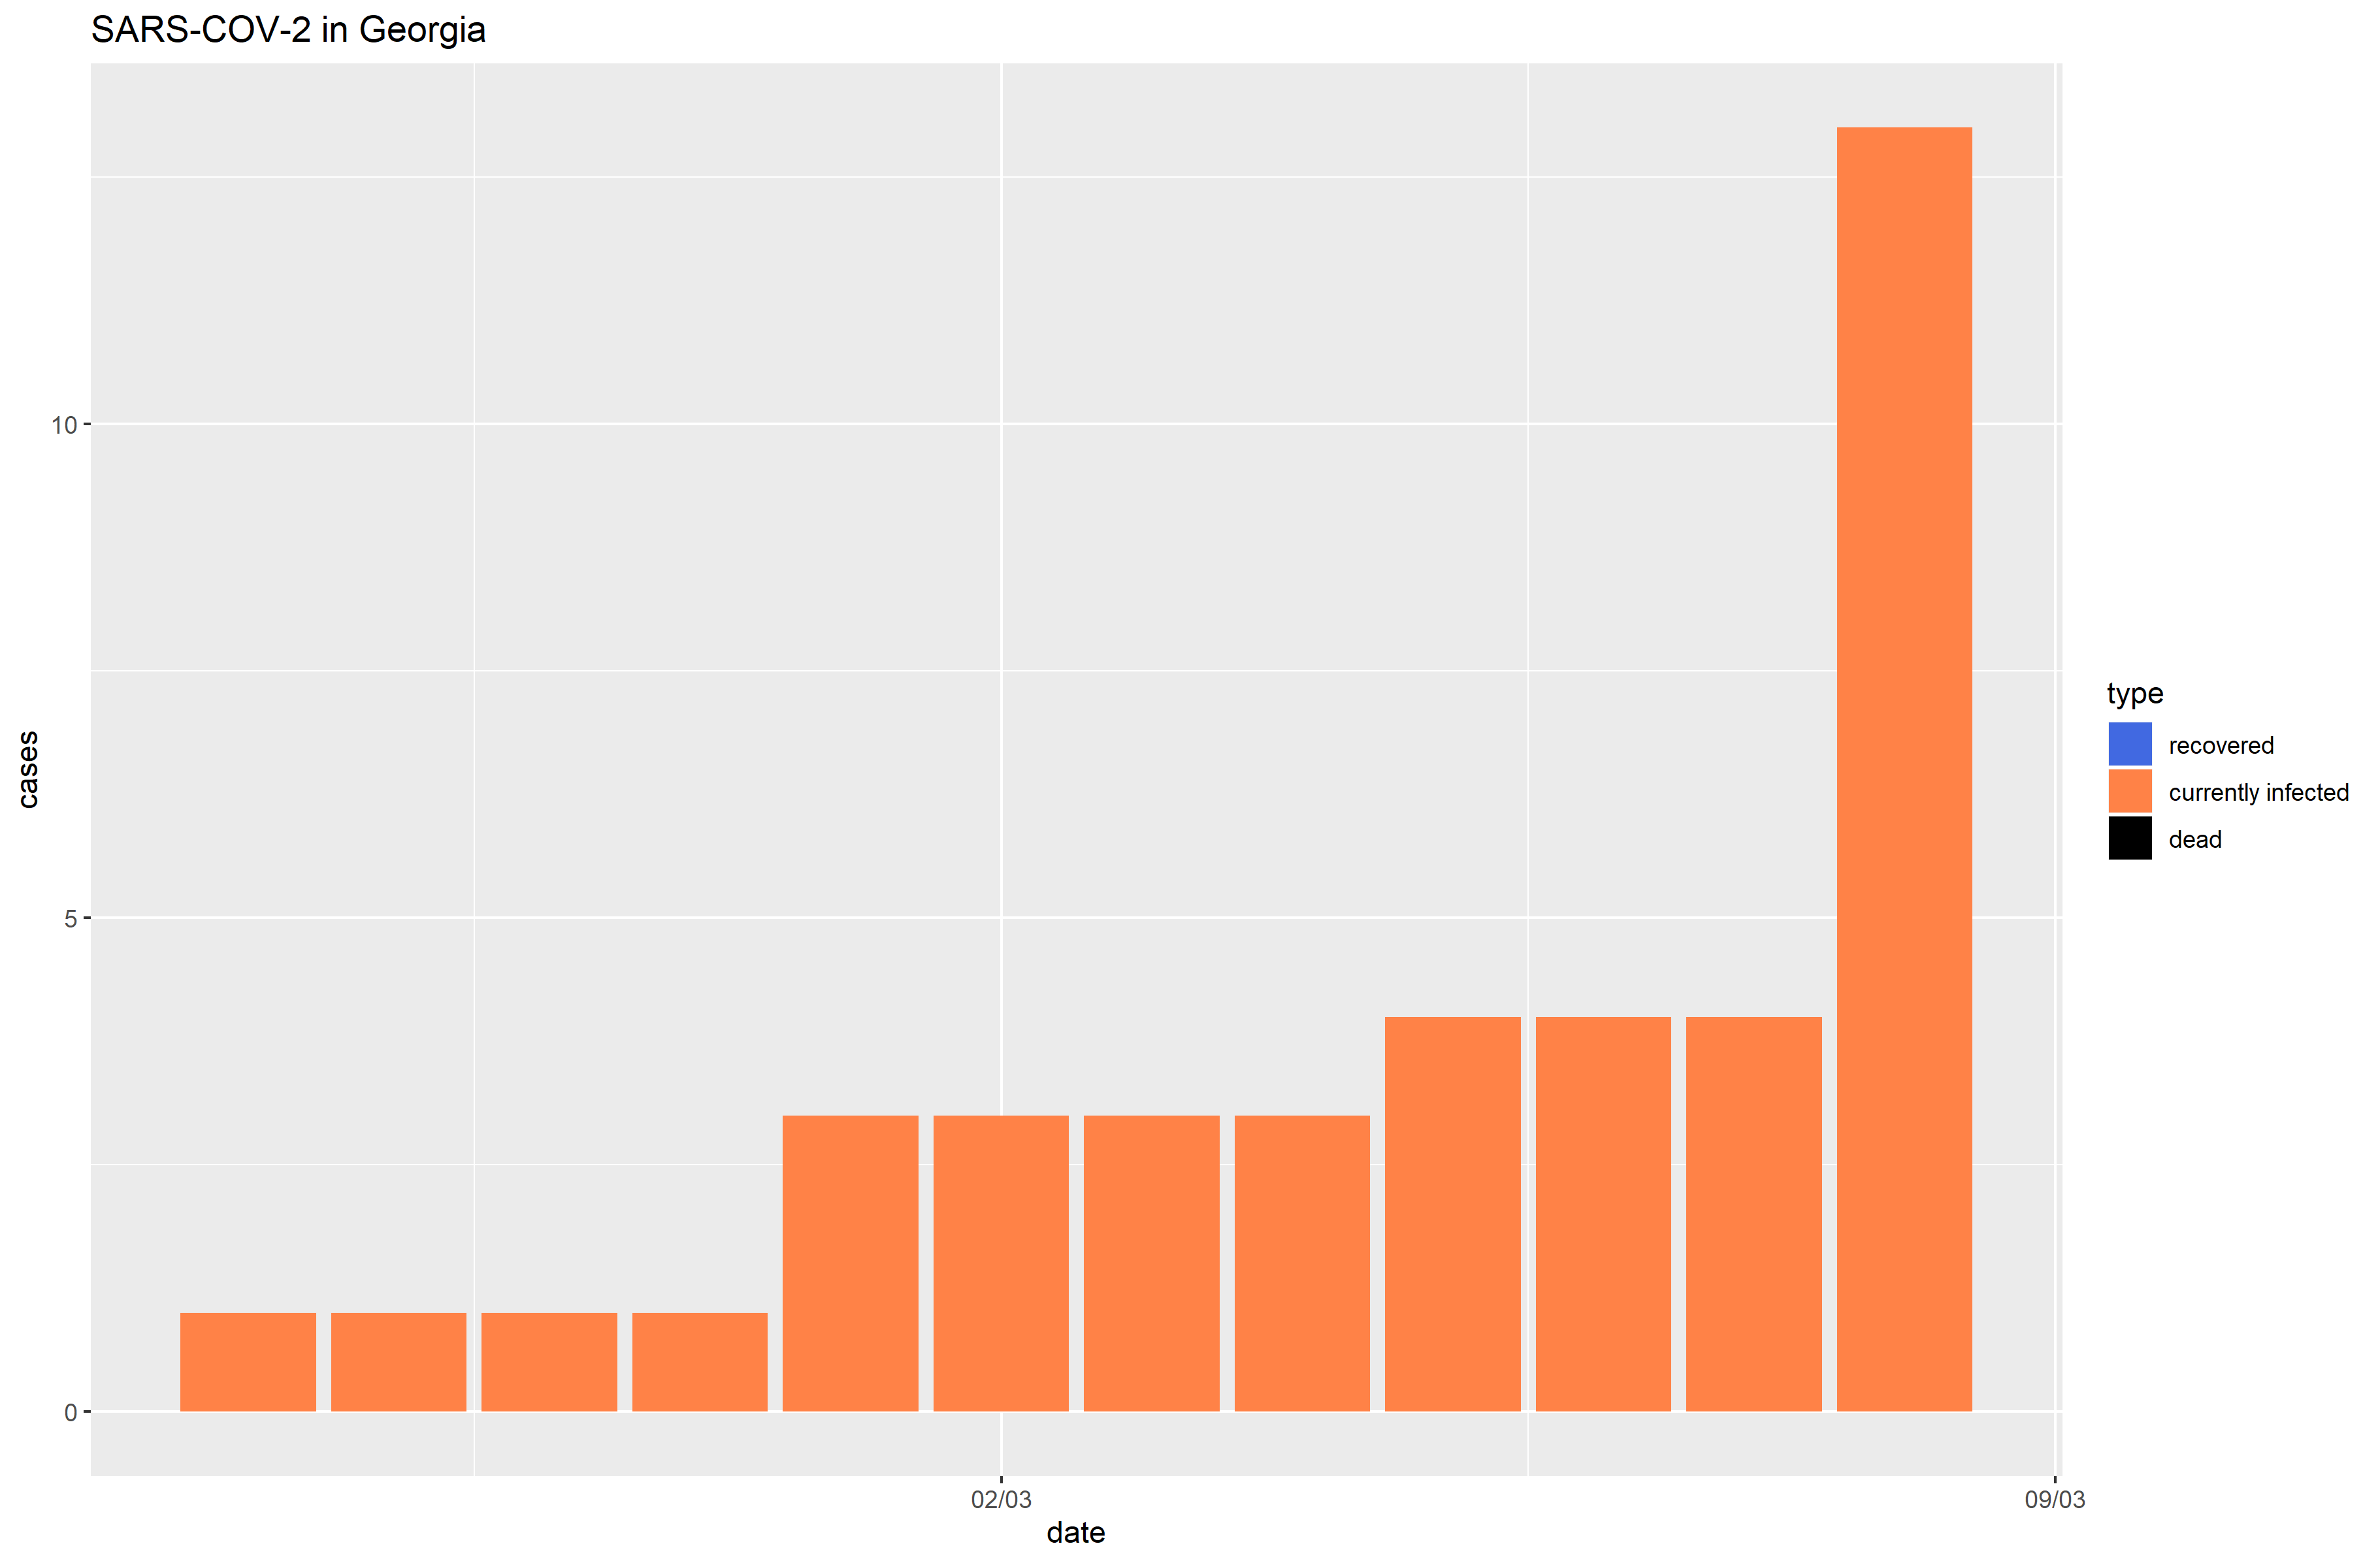 SARS-COV-2 in Georgia
10
5
0
cases
02/03
09/03
date
type
recovered
currently infected
dead